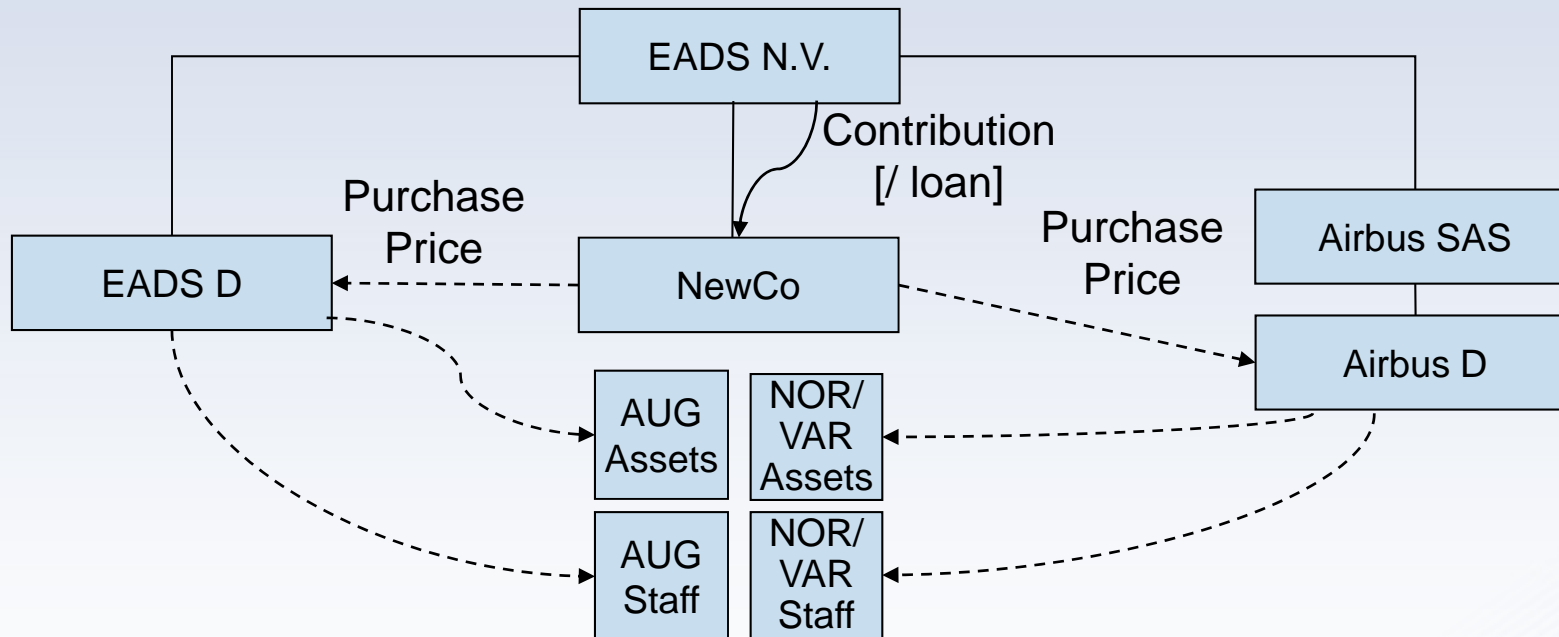 EADS N.V.
Contribution
[/ loan]
Purchase
Price
Purchase
Price
Airbus SAS
EADS D
NewCo
Airbus D
AUG
Assets
NOR/
VAR
Assets
AUG
Staff
NOR/
VAR
Staff